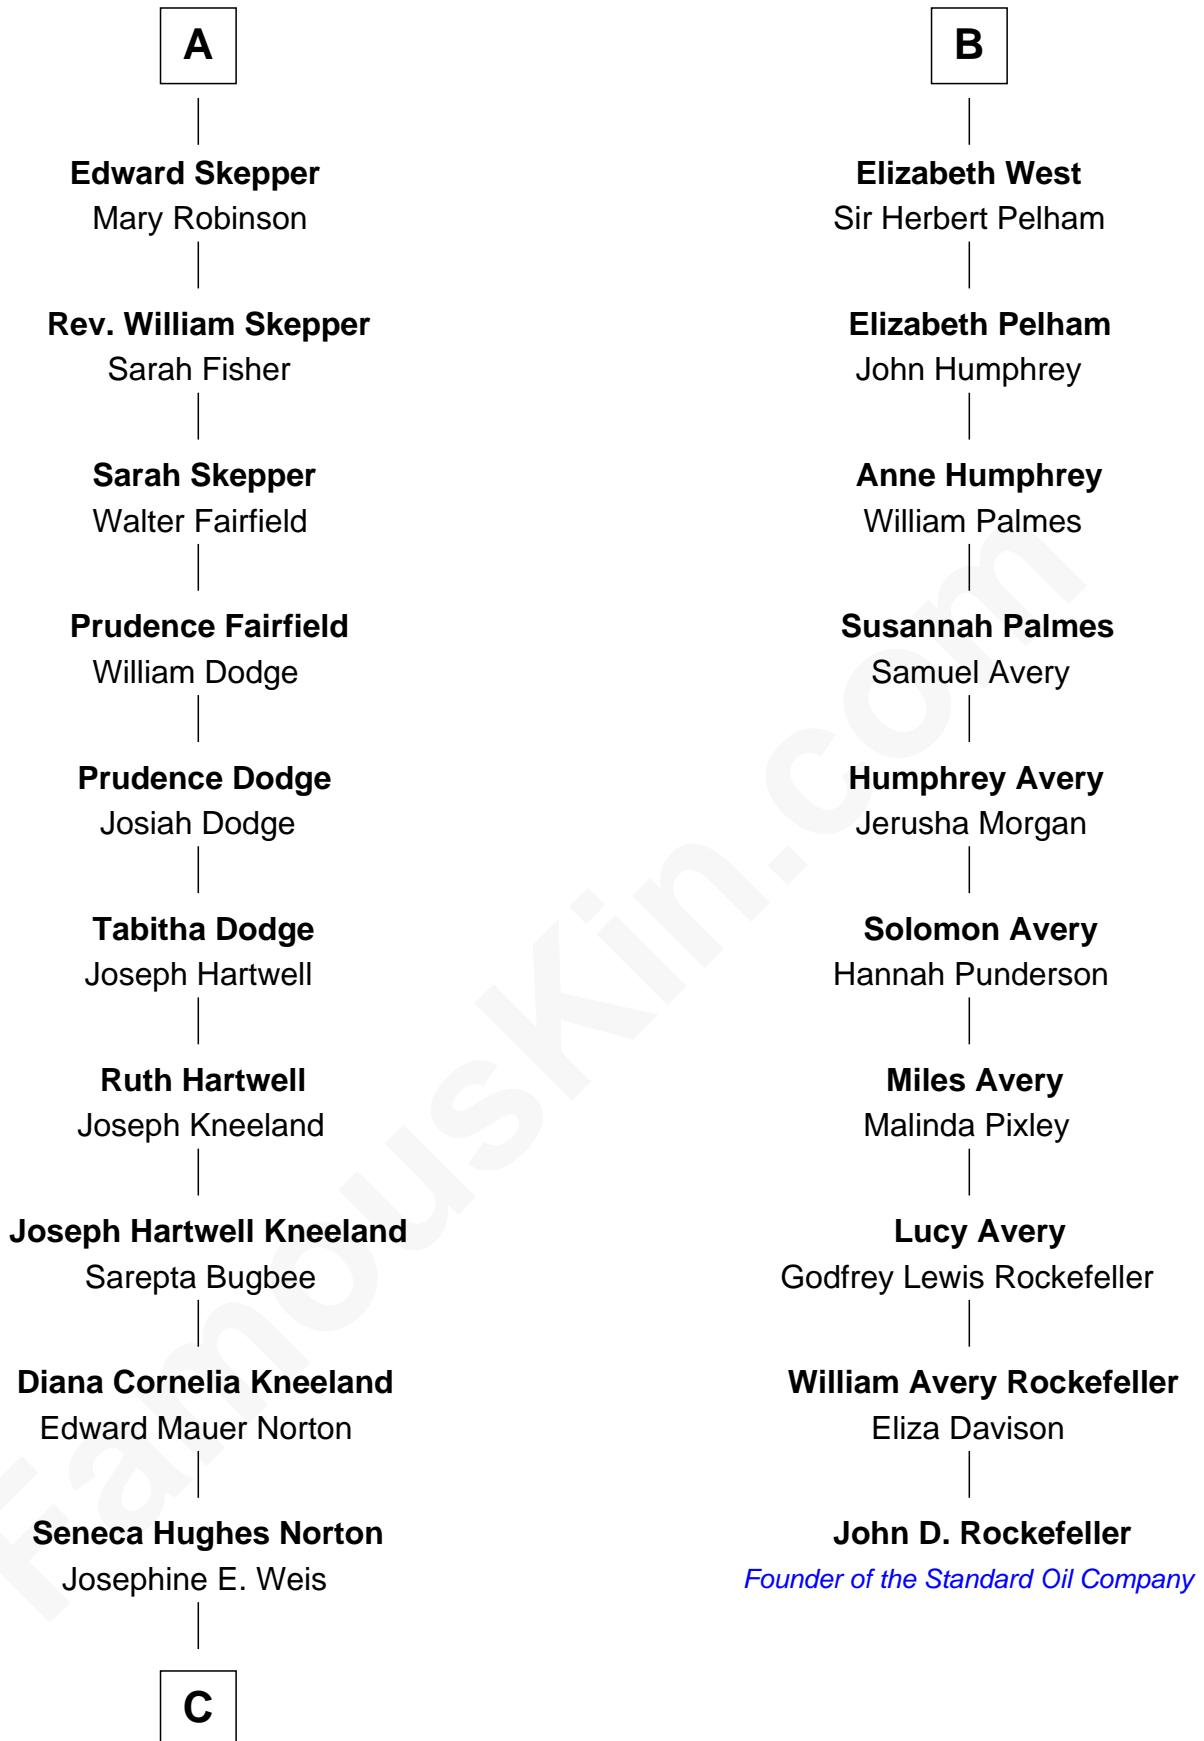 A
Edward Skepper
Mary Robinson
Rev. William Skepper
Sarah Fisher
Sarah Skepper
Walter Fairfield
Prudence Fairfield
William Dodge
Prudence Dodge
Josiah Dodge
Tabitha Dodge
Joseph Hartwell
Ruth Hartwell
Joseph Kneeland
Joseph Hartwell Kneeland
Sarepta Bugbee
Diana Cornelia Kneeland
Edward Mauer Norton
Seneca Hughes Norton
Josephine E. Weis
C
B
Elizabeth West
Sir Herbert Pelham
Elizabeth Pelham
John Humphrey
Anne Humphrey
William Palmes
Susannah Palmes
Samuel Avery
Humphrey Avery
Jerusha Morgan
Solomon Avery
Hannah Punderson
Miles Avery
Malinda Pixley
Lucy Avery
Godfrey Lewis Rockefeller
William Avery Rockefeller
Eliza Davison
John D. Rockefeller
Founder of the Standard Oil Company
FamousKin.com